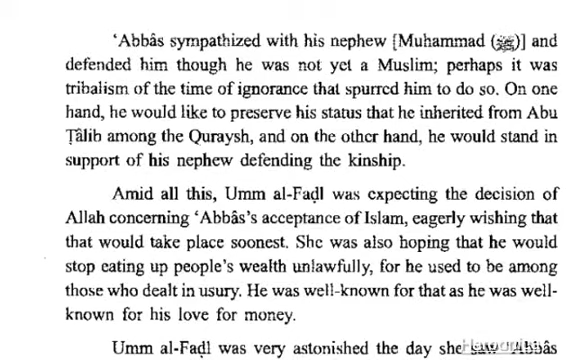 ‘Abbâs sympathized with his nephew [Muhammad (ﷺ)] and
defended him though he was not yet a Muslim; perhaps it was
tribalism of the time of ignorance that spurred him to do so. On one
hand, he would like to preserve his status that he inherited from Abu
Ṭâlib among the Quraysh, and on the other hand, he would stand in
support of his nephew defending the kinship.
Amid all this, Umm al-Faḍl was expecting the decision of
Allah concerning ‘Abbâs’s acceptance of Islam, eagerly wishing that
that would take place soonest. She was also hoping that he would
stop eating up people’s wealth unlawfully, for he used to be among
those who dealt in usury. He was well-known for that as he was well-
known for his love for money.
Umm al-Faḍl was very astonished the day she saw ‘Abbâs